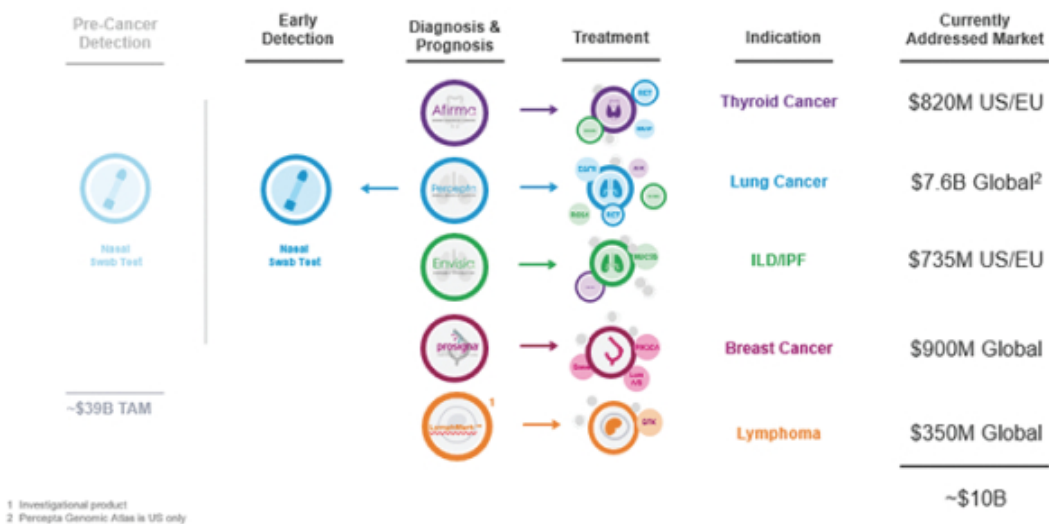 Pre-Cancer
Detection
Early
Detection
Diagnosis &
Prognosis
Treatment
Indication
Currently
Addressed Market
Afirma
RET
Thyroid Cancer
$820M US/EU
Nasal
Swab Test
Nasal
Swab Test
Percepta
RET
Lung Cancer
$7.6B Global²
Envisia
ILD/IPF
$735M US/EU
prosigna
Breast Cancer
$900M Global
~$39B TAM
LymphMark™ 1
Lymphoma
$350M Global
~$10B
1 Investigational product
2 Percepta Genomic Atlas is US only